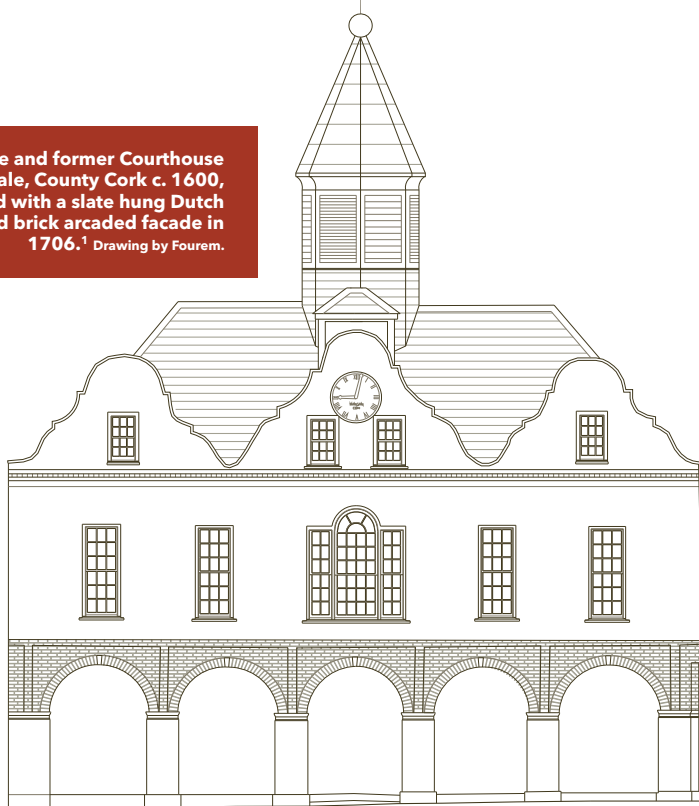 e and former Courthouse
ale, County Cork c. 1600,
d with a slate hung Dutch
d brick arcaded facade in
1706.¹ Drawing by Fourem.